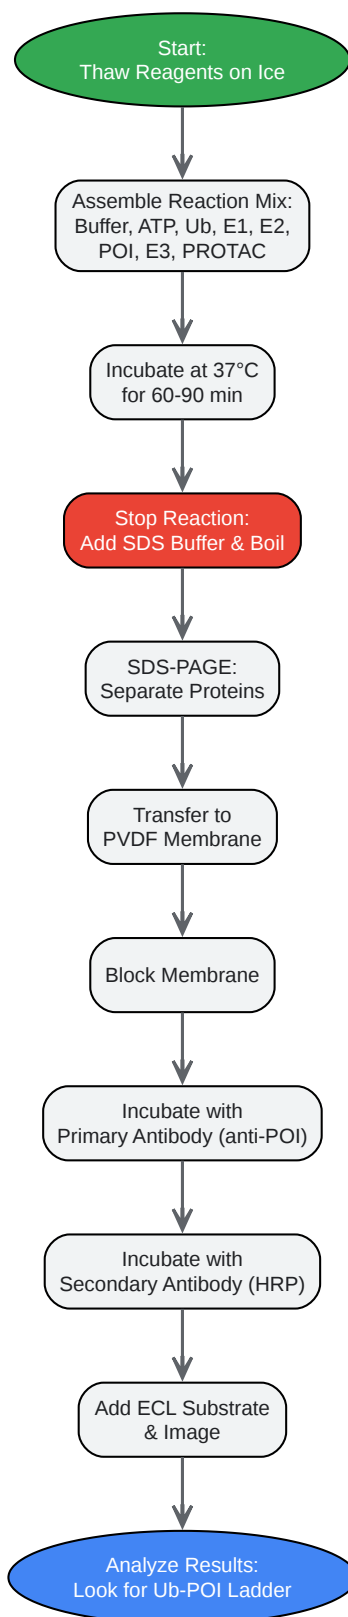 Start:
Thaw Reagents on Ice
Assemble Reaction Mix:
Buffer, ATP, Ub, E1, E2,
POI, E3, PROTAC
Incubate at 37°C
for 60-90 min
Stop Reaction:
Add SDS Buffer & Boil
SDS-PAGE:
Separate Proteins
Transfer to
PVDF Membrane
Block Membrane
Incubate with
Primary Antibody (anti-POI)
Incubate with
Secondary Antibody (HRP)
Add ECL Substrate
& Image
Analyze Results:
Look for Ub-POI Ladder